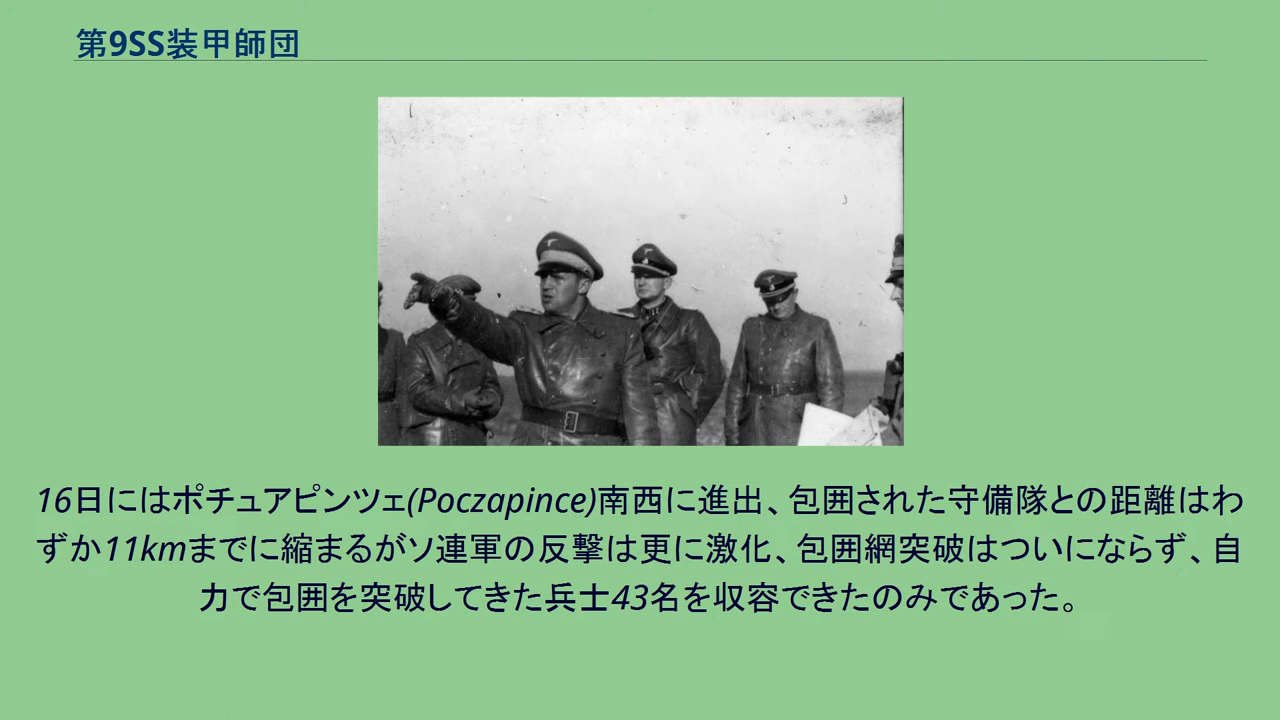 第9SS装甲師団
16日にはポチュアピンツェ(Poczapince)南西に進出、包囲された守備隊との距離はわ
ずか11kmまでに縮まるがソ連軍の反撃は更に激化、包囲網突破はついにならず、自
力で包囲を突破してきた兵士43名を収容できたのみであった。